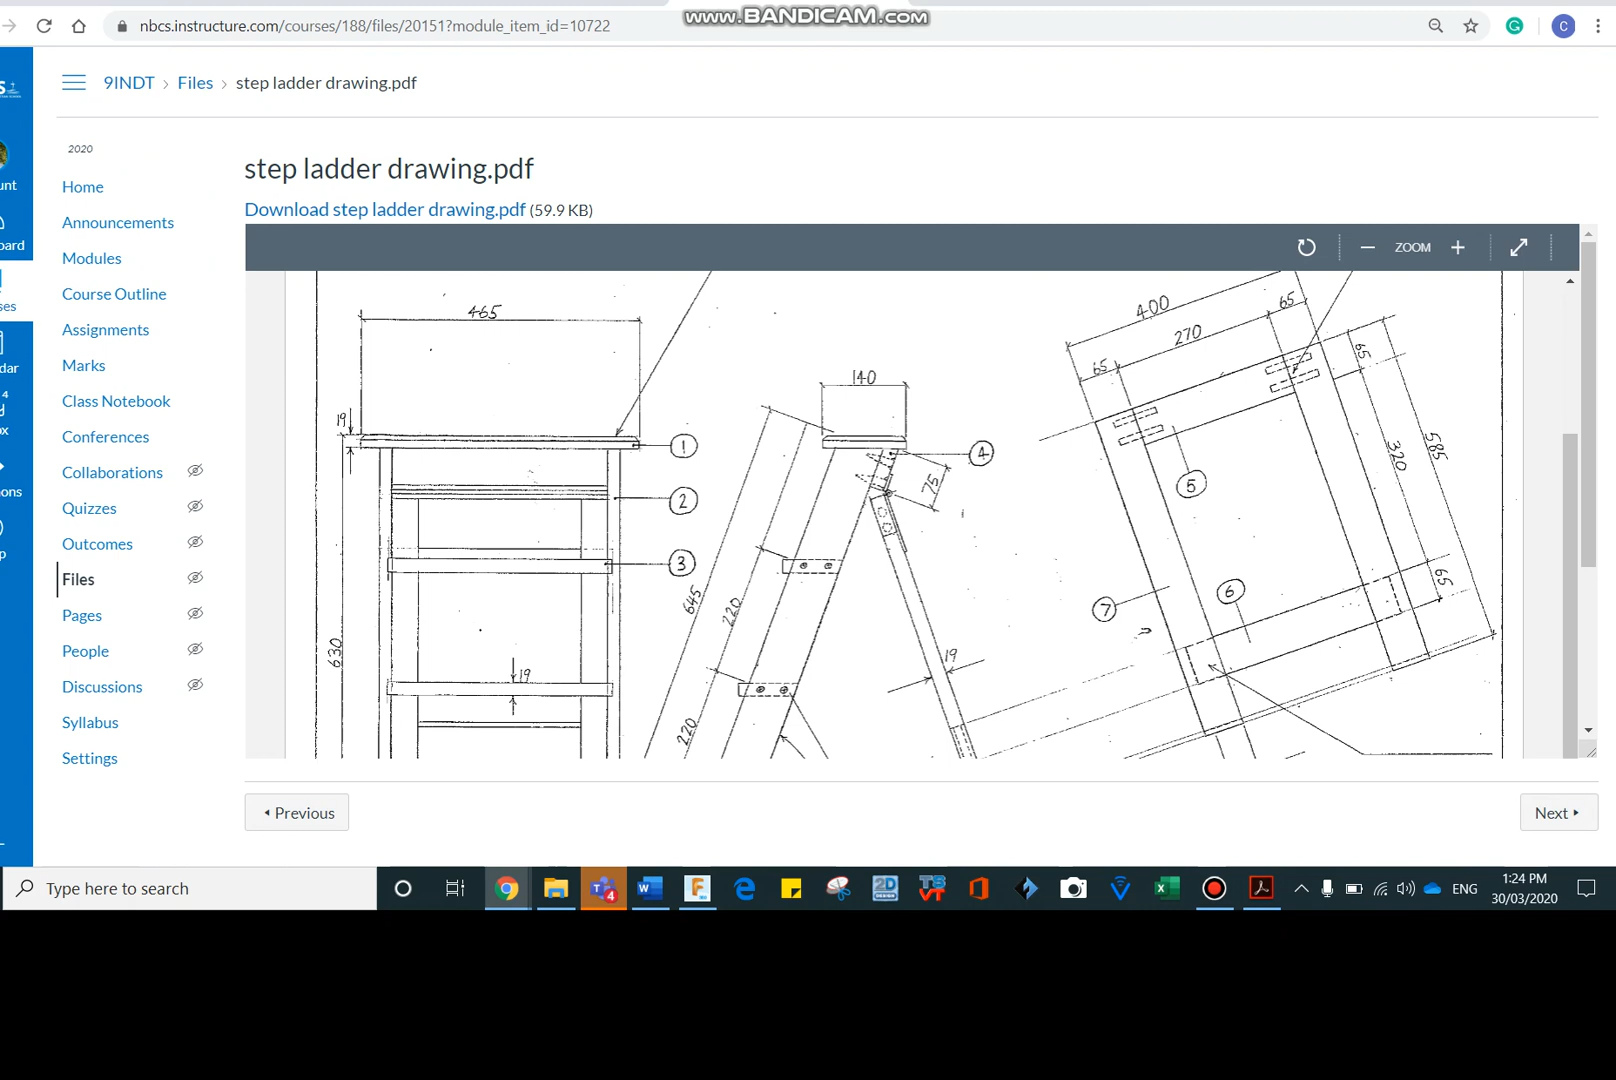 www.BANDICAM.com
nbcs.instructure.com/courses/188/files/20151?module_item_id=10722
C
9INDT › Files › step ladder drawing.pdf
2020
Home
Announcements
Modules
Course Outline
Assignments
Marks
Class Notebook
Conferences
Collaborations
Quizzes
Outcomes
Files
Pages
People
Discussions
Syllabus
Settings
step ladder drawing.pdf
Download step ladder drawing.pdf (59.9 KB)
ZOOM
465
19
1
2
3
630
19
140
4
75
645
220
220
19
400
65
270
65
65
585
320
65
5
6
7
Previous
Next
Type here to search
4
ENG
1:24 PM
30/03/2020